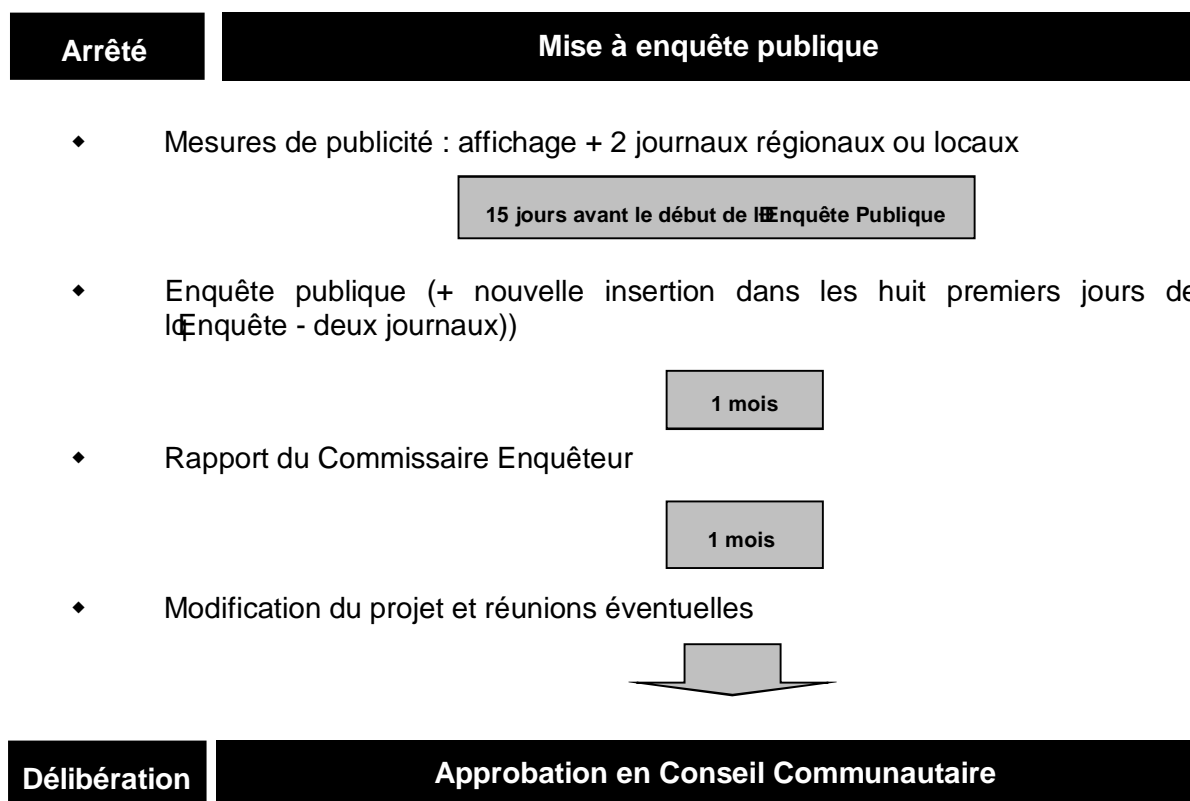 Arrêté
Mise à enquête publique
◆ Mesures de publicité : affichage + 2 journaux régionaux ou locaux
15 jours avant le début de Enquête Publique
◆ Enquête publique (+ nouvelle insertion dans les huit premiers jours de
Enquête - deux journaux))
1 mois
◆ Rapport du Commissaire Enquêteur
1 mois
◆ Modification du projet et réunions éventuelles
Délibération
Approbation en Conseil Communautaire